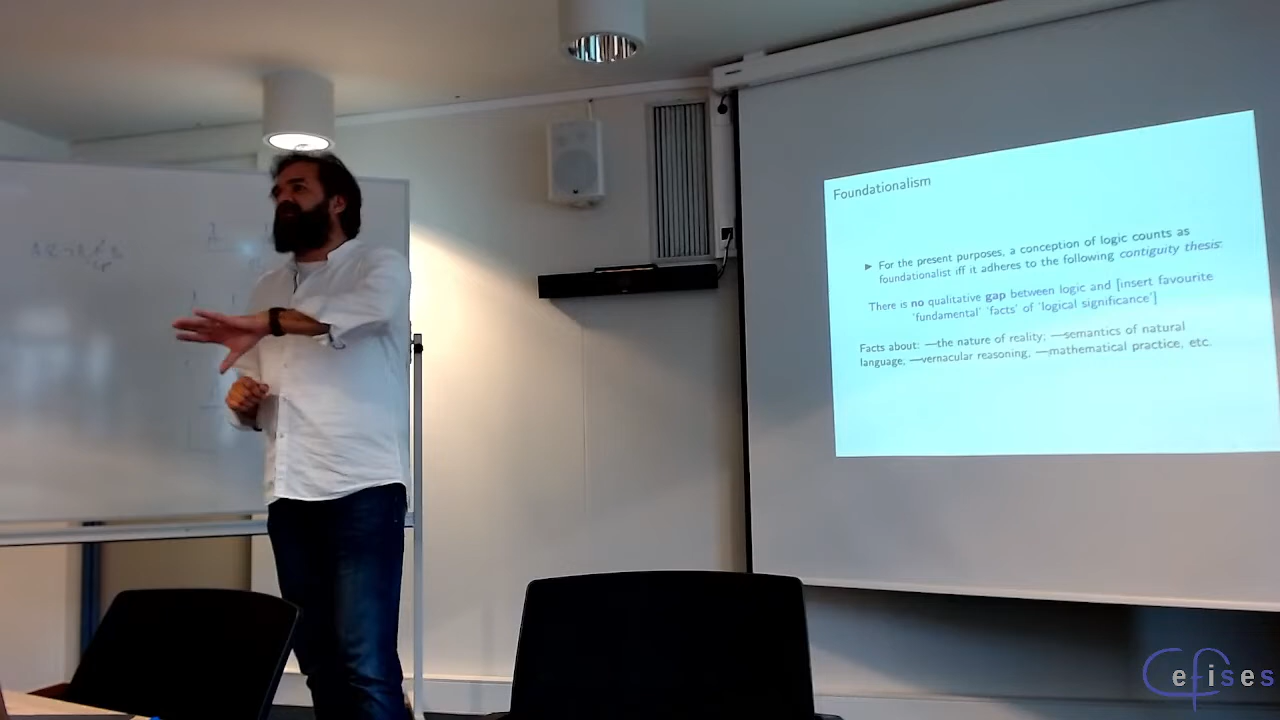 Foundationalism
► For the present purposes, a conception of logic counts as
foundationalist iff it adheres to the following contiguity thesis:
There is no qualitative gap between logic and [insert favourite
'fundamental' 'facts' of 'logical significance']
Facts about: —the nature of reality; —semantics of natural
language, —vernacular reasoning, —mathematical practice, etc.
Cefises